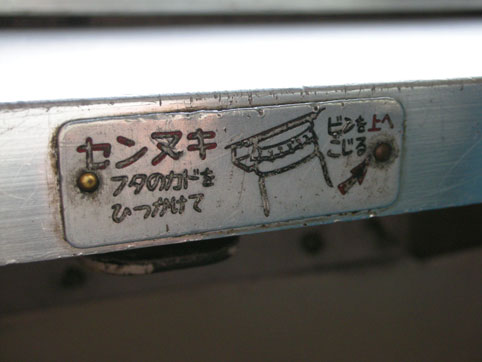 センヌキ
フタのカドを
ひっかけて
ビンを上へ
こじる